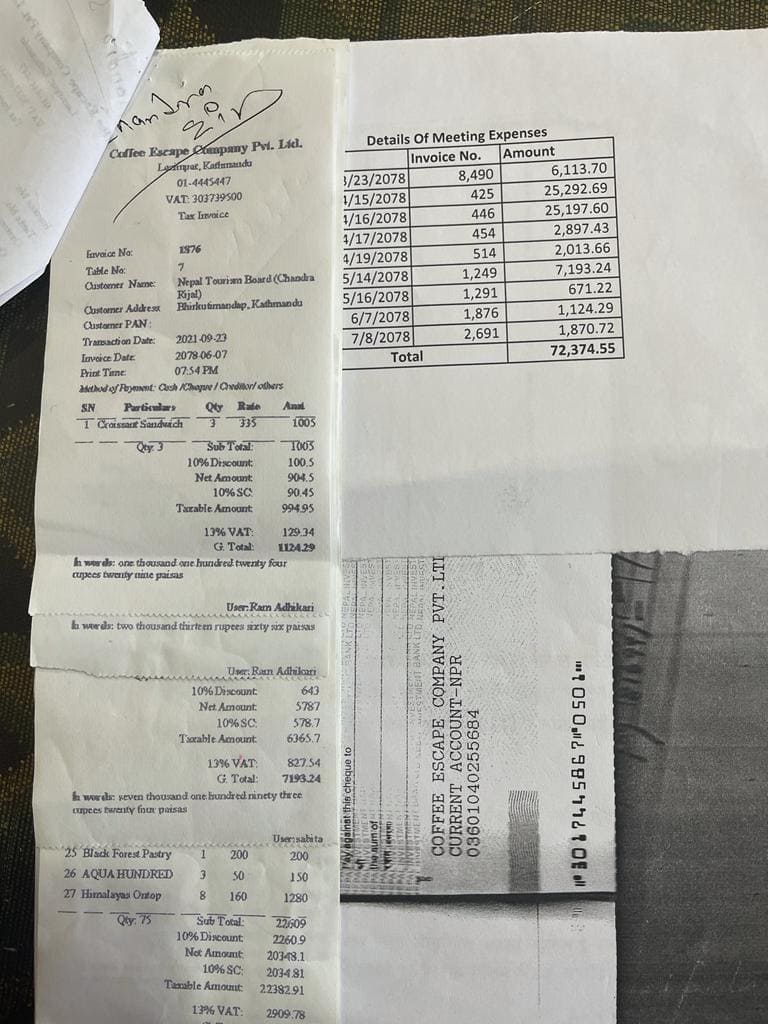 Coffee Escape Company Pvt. Ltd.
Lazimpat, Kathmandu
01-4445447
VAT: 303739500
Tax Invoice
Invoice No: 1876
Table No: 7
Customer Name: Nepal Tourism Board (Chandra
Rijal)
Customer Address: Bhirkutimandap, Kathmandu
Customer PAN :
Transaction Date: 2021-09-23
Invoice Date: 2078-06-07
Print Time: 07:54 PM
Method of Payment: Cash /Cheque / Creditor/ others
SN Particulars Qty Rate Amt
1 Croissant Sandwich 3 335 1005
Qty: 3 Sub Total: 1005
10% Discount: 100.5
Net Amount: 904.5
10% SC: 90.45
Taxable Amount: 994.95
13% VAT: 129.34
G. Total: 1124.29
In words: one thousand one hundred twenty four
rupees twenty nine paisas
User: Ram Adhikari
In words: two thousand thirteen rupees sixty six paisas
User: Ram Adhikari
10% Discount: 643
Net Amount: 5787
10% SC: 578.7
Taxable Amount: 6365.7
13% VAT: 827.54
G. Total: 7193.24
In words: seven thousand one hundred ninety three
rupees twenty four paisas
User: sabita
25 Black Forest Pastry 1 200 200
26 AQUA HUNDRED 3 50 150
27 Himalayas Ontop 8 160 1280
Qty: 75 Sub Total: 22609
10% Discount: 2260.9
Net Amount: 20348.1
10% SC: 2034.81
Taxable Amount: 22382.91
13% VAT: 2909.78
Details Of Meeting Expenses
Invoice No. Amount
/23/2078 8,490 6,113.70
/15/2078 425 25,292.69
/16/2078 446 25,197.60
/17/2078 454 2,897.43
/19/2078 514 2,013.66
5/14/2078 1,249 7,193.24
5/16/2078 1,291 671.22
6/7/2078 1,876 1,124.29
7/8/2078 2,691 1,870.72
Total 72,374.55
against this cheque to
the sum of
COFFEE ESCAPE COMPANY PVT.LTD
CURRENT ACCOUNT-NPR
03601040255684